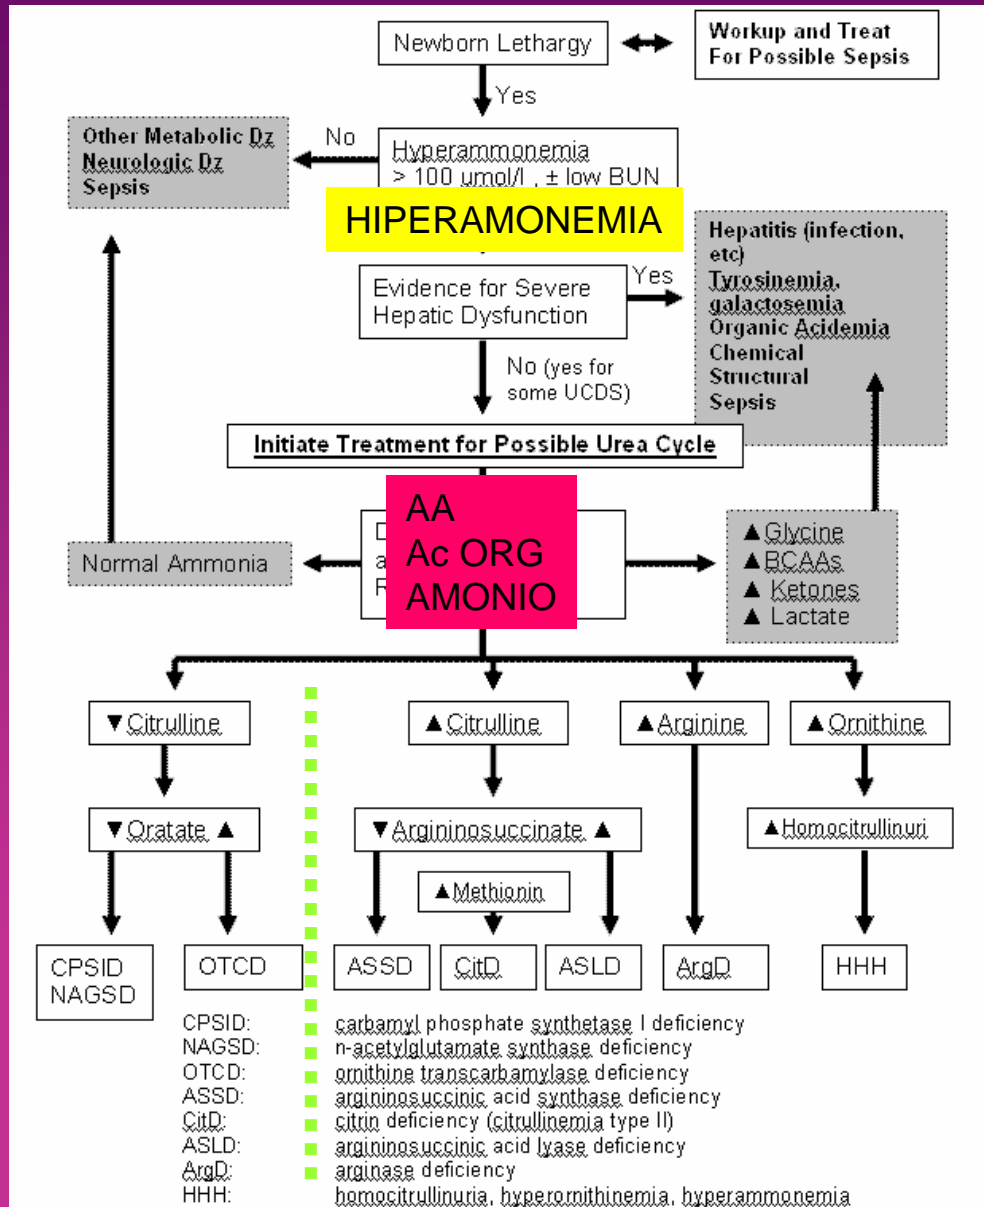 Newborn Lethargy
Workup and Treat
For Possible Sepsis
Yes
Other Metabolic Dz
Neurologic Dz
Sepsis
No
Hyperammonemia
> 100 umol/l , ± low BUN
HIPERAMONEMIA
Hepatitis (infection,
etc)
Tyrosinemia,
galactosemia
Organic Acidemia
Chemical
Structural
Sepsis
Evidence for Severe
Hepatic Dysfunction
Yes
No (yes for
some UCDS)
Initiate Treatment for Possible Urea Cycle
AA
Ac ORG
AMONIO
Normal Ammonia
▲ Glycine
▲ BCAAs
▲ Ketones
▲ Lactate
▼ Citrulline
▲ Citrulline
▲ Arginine
▲ Ornithine
▼ Oratate ▲
▼ Argininosuccinate ▲
▲ Homocitrullinuri
▲ Methionin
CPSID
NAGSD
OTCD
ASSD
CitD
ASLD
ArgD
HHH
CPSID: carbamyl phosphate synthetase I deficiency
NAGSD: n-acetylglutamate synthase deficiency
OTCD: ornithine transcarbamylase deficiency
ASSD: argininosuccinic acid synthase deficiency
CitD: citrin deficiency (citrullinemia type II)
ASLD: argininosuccinic acid lyase deficiency
ArgD: arginase deficiency
HHH: homocitrullinuria, hyperornithinemia, hyperammonemia